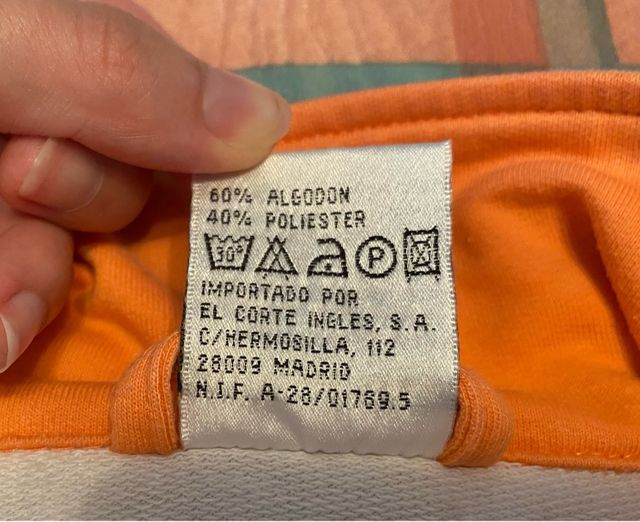 60% ALGODON
40% POLIESTER
30° P
IMPORTADO POR
EL CORTE INGLES, S.A.
C/HERMOSILLA, 112
28009 MADRID
N.I.F. A-28/01769.5